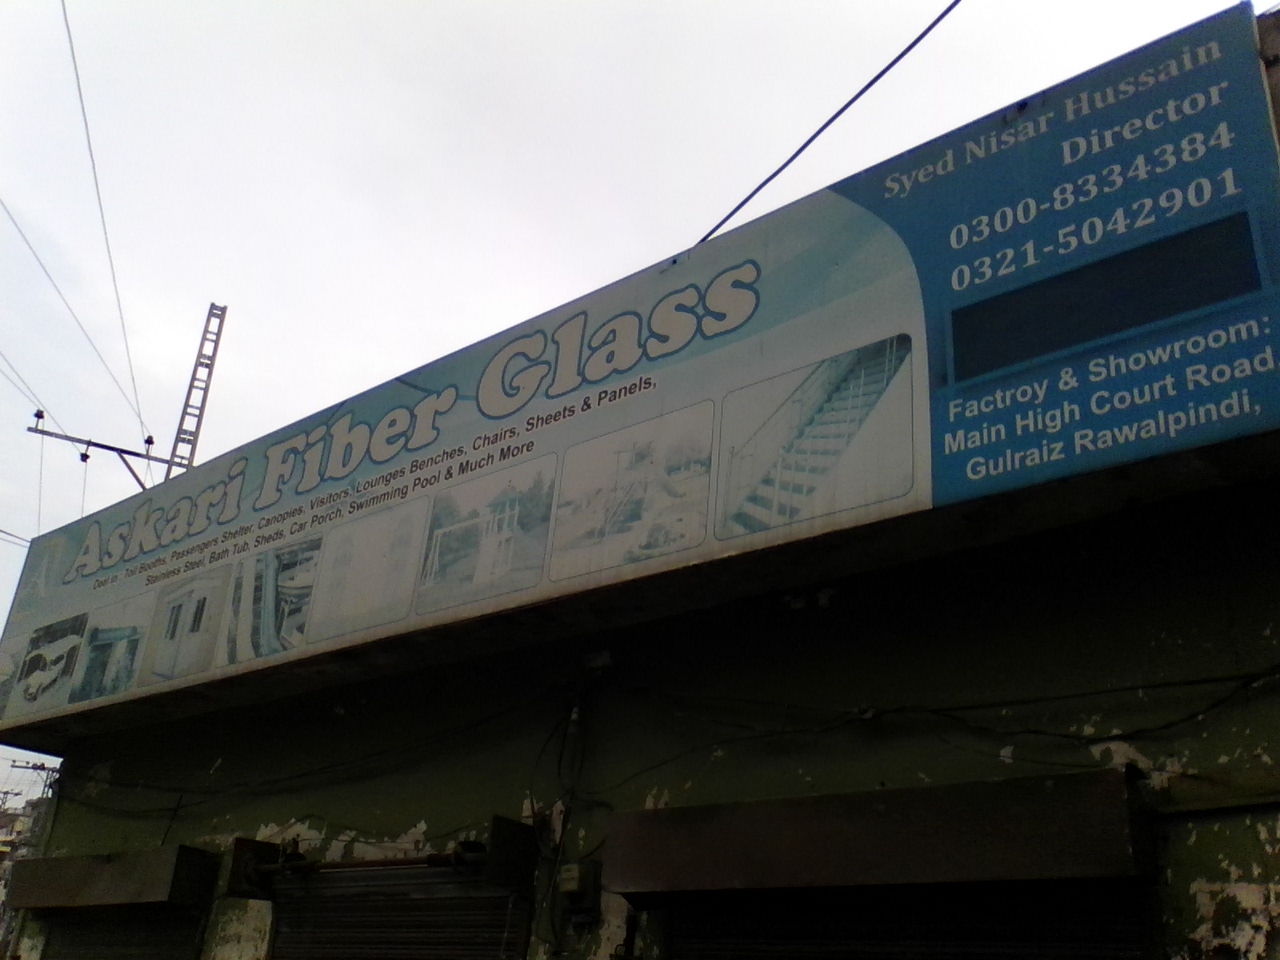 Askari Fiber Glass
Deal in Toll Booths, Passengers Shelter, Canopies, Visitors, Lounges Benches, Chairs, Sheets & Panels,
Stainless Steel, Bath Tub, Sheds, Car Porch, Swimming Pool & Much More
Syed Nisar Hussain
Director
0300-8334384
0321-5042901
Factroy & Showroom:
Main High Court Road
Gulraiz Rawalpindi,